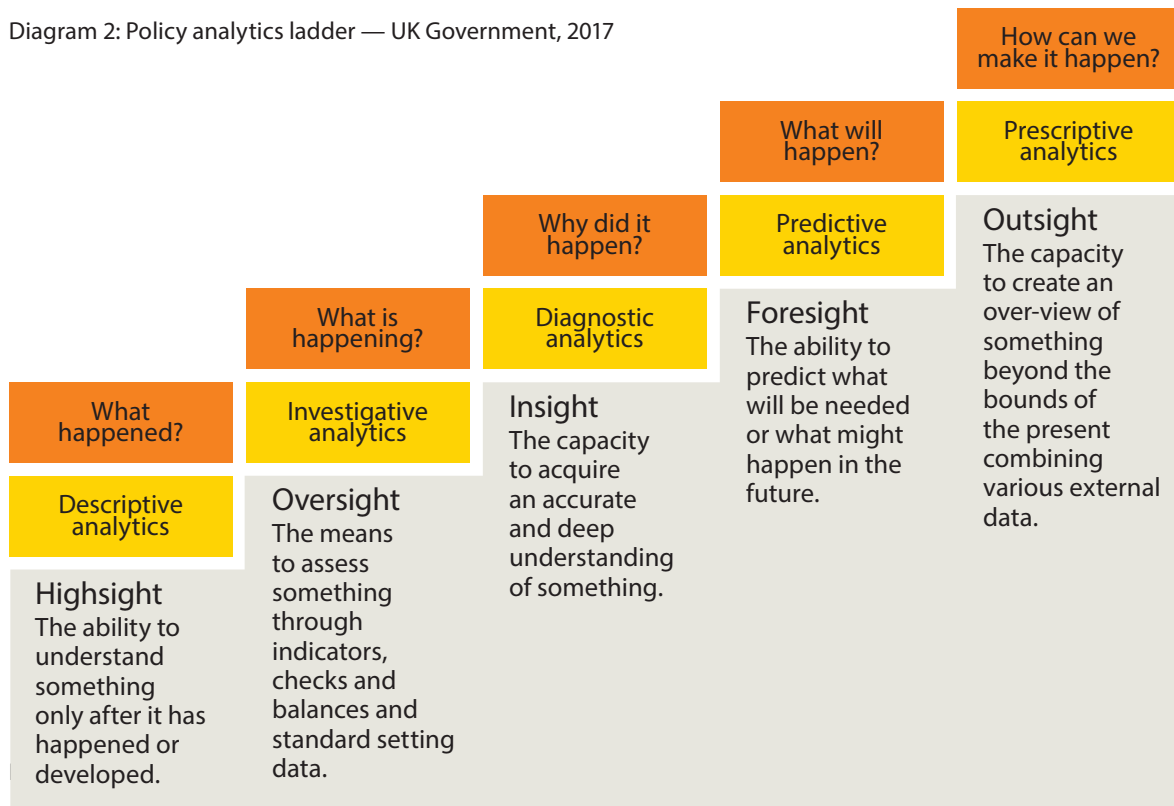 Diagram 2: Policy analytics ladder — UK Government, 2017
What
happened?
Descriptive
analytics
Highsight
The ability to
understand
something
only after it has
happened or
developed.
What is
happening?
Investigative
analytics
Oversight
The means
to assess
something
through
indicators,
checks and
balances and
standard setting
data.
Why did it
happen?
Diagnostic
analytics
Insight
The capacity
to acquire
an accurate
and deep
understanding
of something.
What will
happen?
Predictive
analytics
Foresight
The ability to
predict what
will be needed
or what might
happen in the
future.
How can we
make it happen?
Prescriptive
analytics
Outsight
The capacity
to create an
over-view of
something
beyond the
bounds of
the present
combining
various external
data.